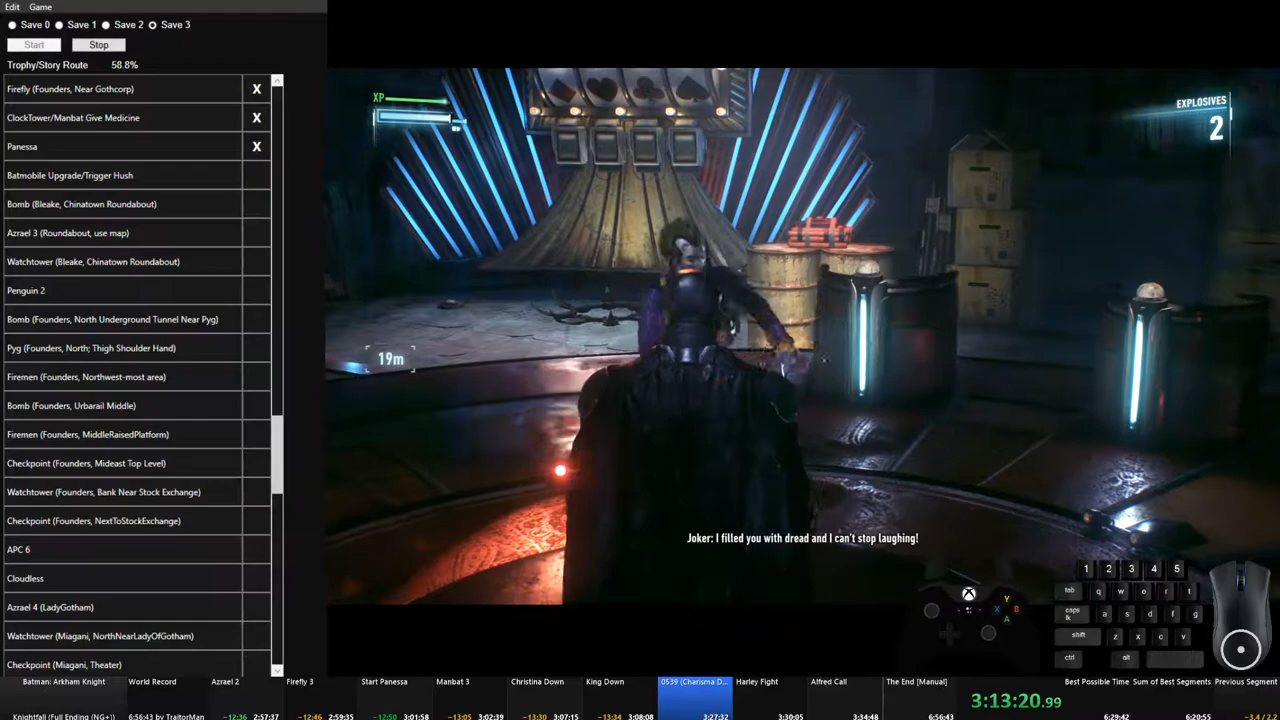 Edit Game
Save 0 Save 1 Save 2 Save 3
Start Stop
Trophy/Story Route 58.8%
Firefly (Founders, Near Gothcorp) X
ClockTower/Manbat Give Medicine X
Panessa X
Batmobile Upgrade/Trigger Hush
Bomb (Bleake, Chinatown Roundabout)
Azrael 3 (Roundabout, use map)
Watchtower (Bleake, Chinatown Roundabout)
Penguin 2
Bomb (Founders, North Underground Tunnel Near Pyg)
Pyg (Founders, North; Thigh Shoulder Hand)
Firemen (Founders, Northwest-most area)
Bomb (Founders, Urbarail Middle)
Firemen (Founders, MiddleRaisedPlatform)
Checkpoint (Founders, Mideast Top Level)
Watchtower (Founders, Bank Near Stock Exchange)
Checkpoint (Founders, NextToStockExchange)
APC 6
Cloudless
Azrael 4 (LadyGotham)
Watchtower (Miagani, NorthNearLadyOfGotham)
Checkpoint (Miagani, Theater)
XP
EXPLOSIVES
2
19m
Joker: I filled you with dread and I can't stop laughing!
Y
X B
A
1 2 3 4 5
tab q w e r t
caps lk a s d f g
shift z x c v
ctrl alt
Batman: Arkham Knight World Record Azrael 2 Firefly 3 Start Panessa Manbat 3 Christina Down King Down 0539 (Charisma D... Harley Fight Alfred Call The End [Manual] 3:13:20.99 Best Possible Time Sum of Best Segments Previous Segment
Knightfall (Full Ending (NG+)) 6:56:43 by TraitorMan -12:36 2:57:37 -12:46 2:59:35 -12:50 3:01:58 -13:05 3:02:39 -13:30 3:07:15 -13:34 3:08:08 3:27:32 3:30:05 3:34:48 6:56:43 6:29:42 6:20:55 -3.4 / 2.2